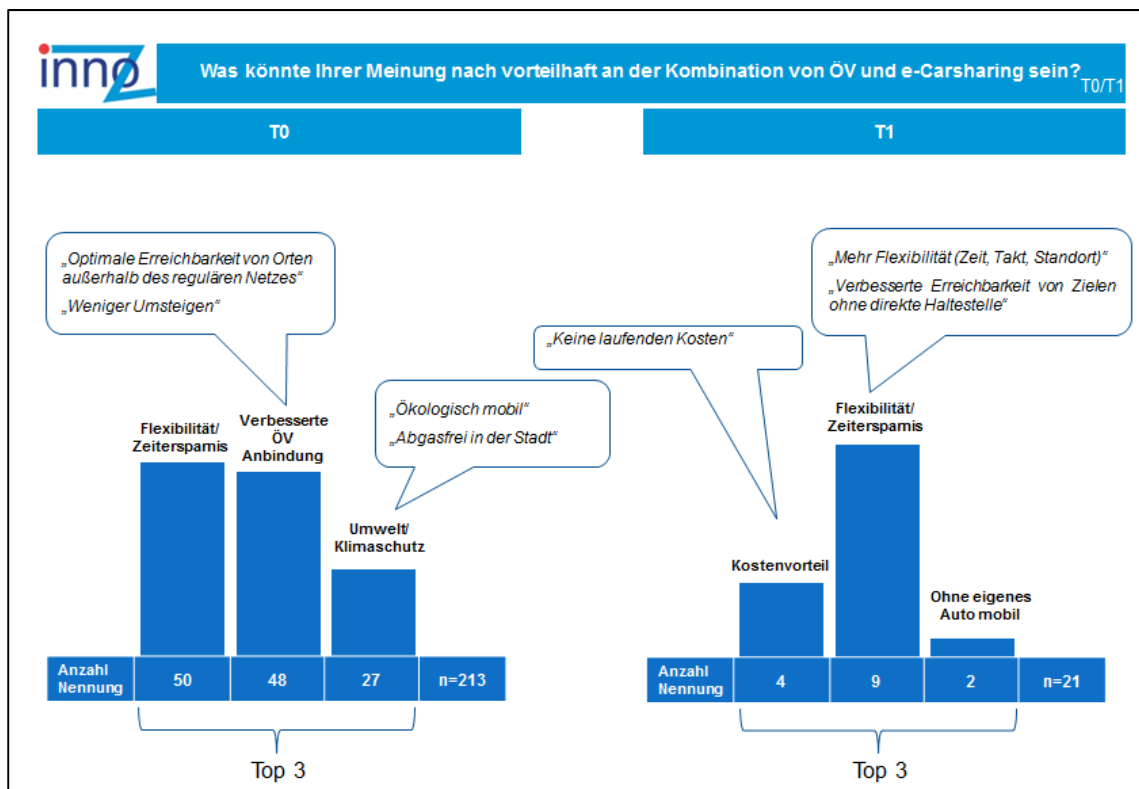 innoZ
Was könnte Ihrer Meinung nach vorteilhaft an der Kombination von ÖV und e-Carsharing sein?
T0/T1
T0
„Optimale Erreichbarkeit von Orten
außerhalb des regulären Netzes“
„Weniger Umsteigen“
„Ökologisch mobil“
„Abgasfrei in der Stadt“
Flexibilität/
Zeitersparnis
Verbesserte
ÖV
Anbindung
Umwelt/
Klimaschutz
Anzahl
Nennung
50
48
27
n=213
Top 3
T1
„Mehr Flexibilität (Zeit, Takt, Standort)“
„Verbesserte Erreichbarkeit von Zielen
ohne direkte Haltestelle“
„Keine laufenden Kosten“
Kostenvorteil
Flexibilität/
Zeitersparnis
Ohne eigenes
Auto mobil
Anzahl
Nennung
4
9
2
n=21
Top 3